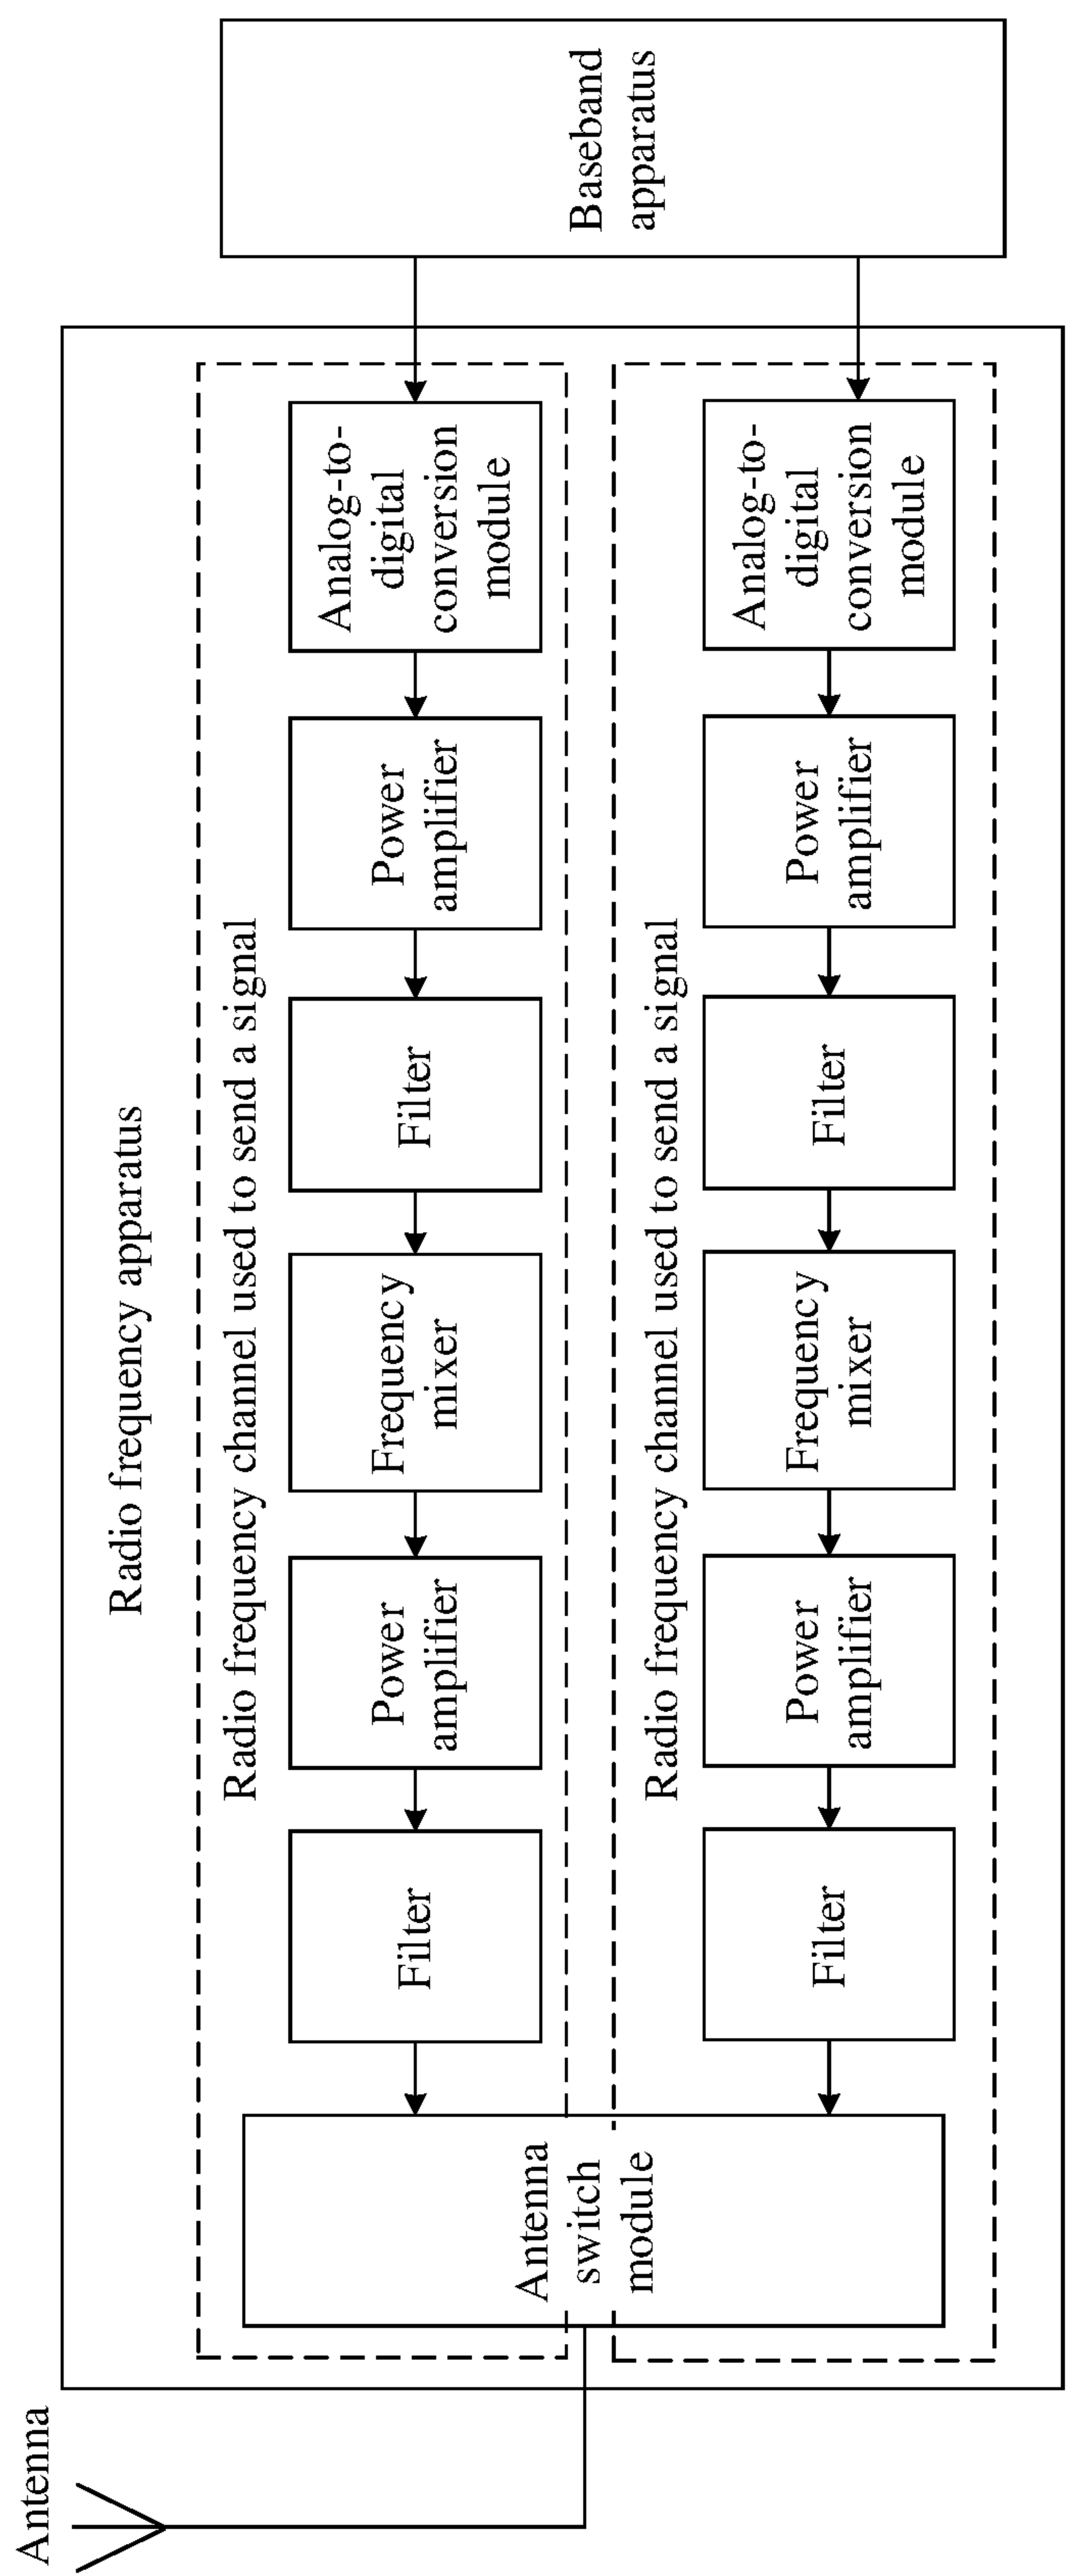 Antenna
Radio frequency apparatus
Radio frequency channel used to send a signal
Antenna
switch
module
Filter
Power
amplifier
Frequency
mixer
Filter
Power
amplifier
Analog-to-
digital
conversion
module
Radio frequency channel used to send a signal
Filter
Power
amplifier
Frequency
mixer
Filter
Power
amplifier
Analog-to-
digital
conversion
module
Baseband
apparatus